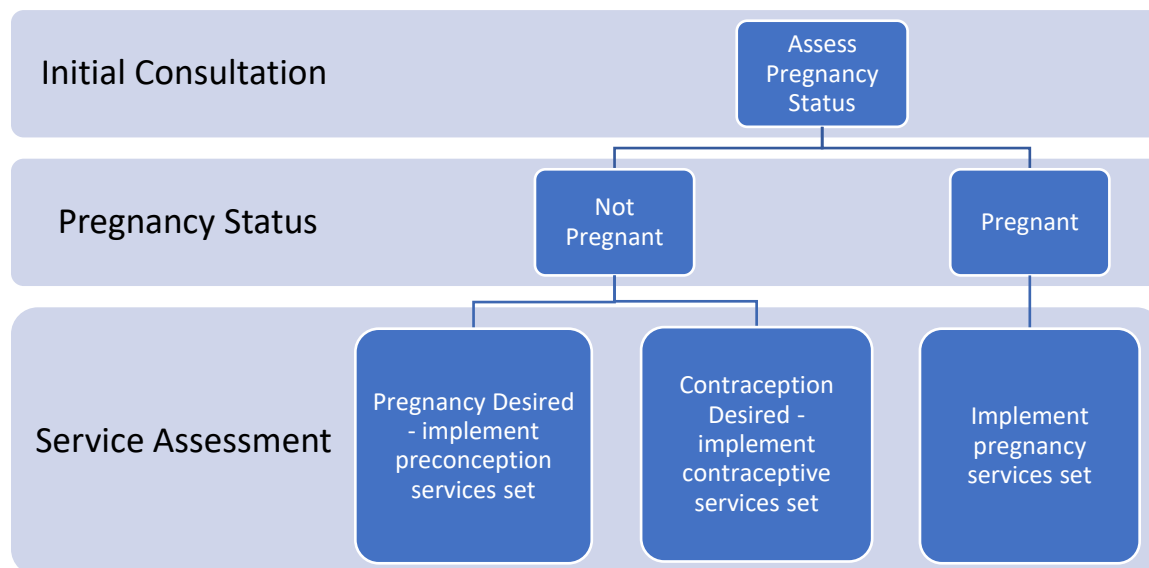 Initial Consultation
Assess
Pregnancy
Status
Pregnancy Status
Not
Pregnant
Pregnant
Service Assessment
Pregnancy Desired
- implement
preconception
services set
Contraception
Desired -
implement
contraceptive
services set
Implement
pregnancy
services set